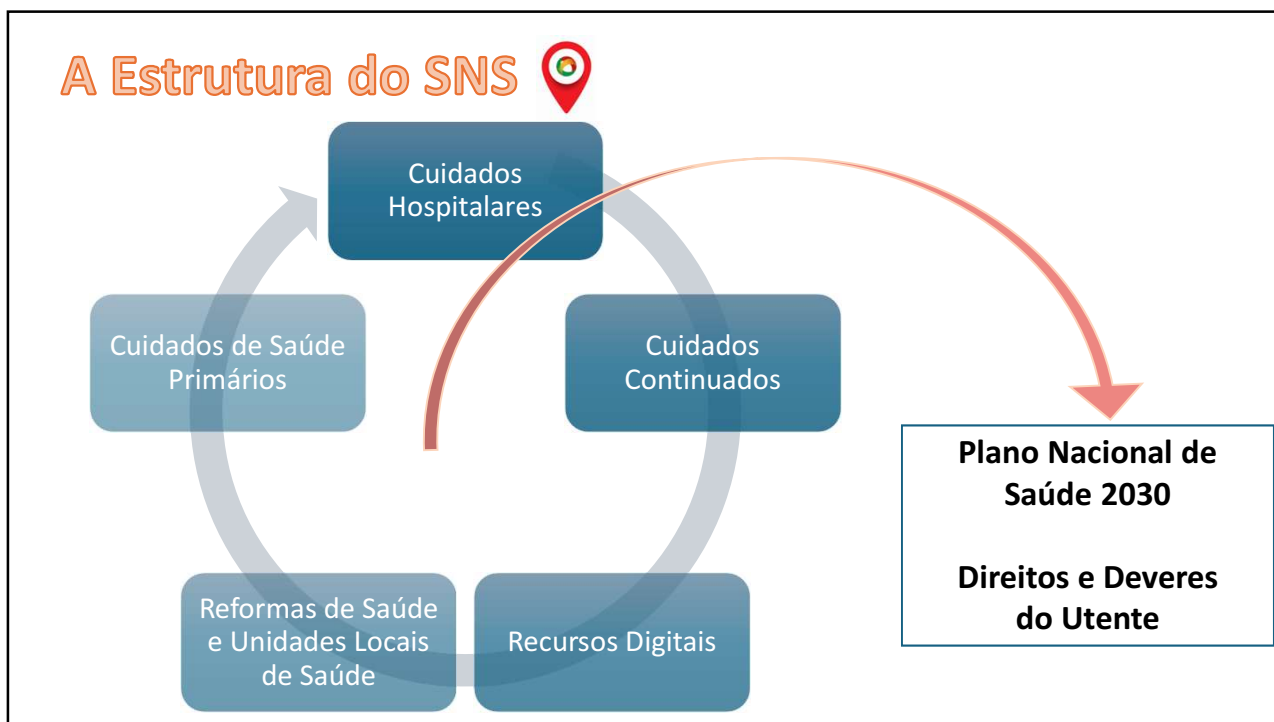 A Estrutura do SNS
Cuidados
Hospitalares
Cuidados
Continuados
Recursos Digitais
Reformas de Saúde
e Unidades Locais
de Saúde
Cuidados de Saúde
Primários
Plano Nacional de
Saúde 2030
Direitos e Deveres
do Utente